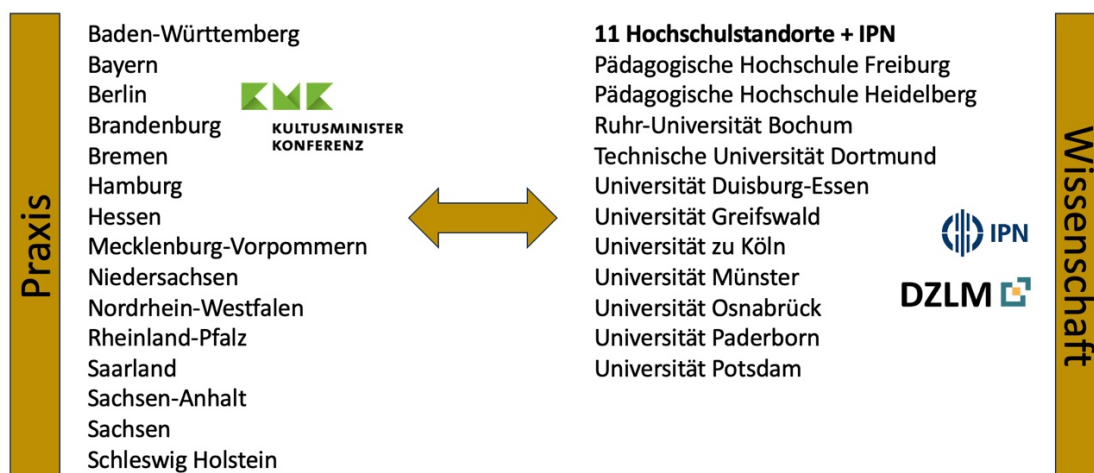 Praxis
Baden-Württemberg
Bayern
Berlin
Brandenburg
Bremen
Hamburg
Hessen
Mecklenburg-Vorpommern
Niedersachsen
Nordrhein-Westfalen
Rheinland-Pfalz
Saarland
Sachsen-Anhalt
Sachsen
Schleswig Holstein
KMK
KULTUSMINISTER
KONFERENZ
11 Hochschulstandorte + IPN
Pädagogische Hochschule Freiburg
Pädagogische Hochschule Heidelberg
Ruhr-Universität Bochum
Technische Universität Dortmund
Universität Duisburg-Essen
Universität Greifswald
Universität zu Köln
Universität Münster
Universität Osnabrück
Universität Paderborn
Universität Potsdam
IPN
DZLM
Wissenschaft